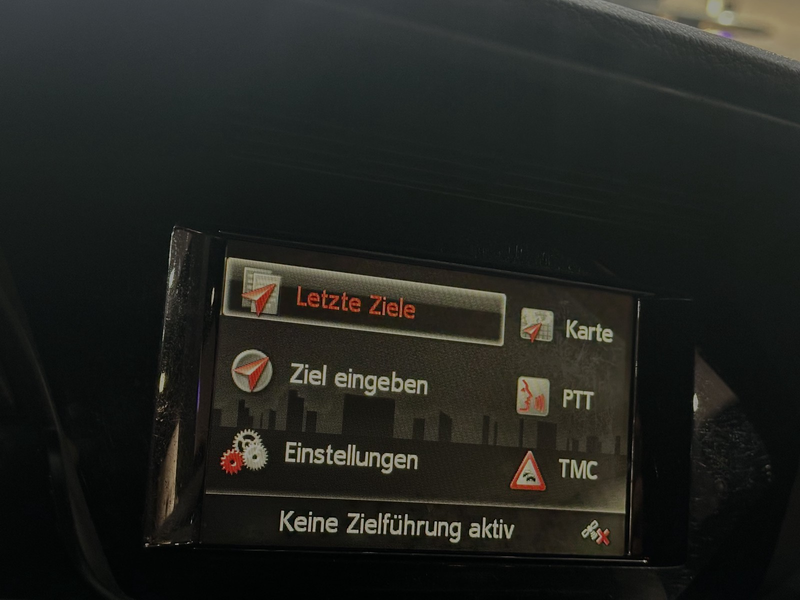 Letzte Ziele
Karte
Ziel eingeben
PTT
Einstellungen
TMC
Keine Zielführung aktiv